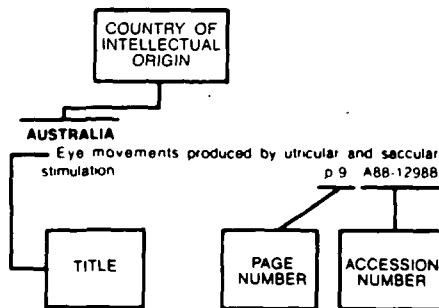 COUNTRY OF
INTELLECTUAL
ORIGIN
AUSTRALIA
Eye movements produced by utricular and saccular
stimulation p 9 A88-12988
TITLE
PAGE
NUMBER
ACCESSION
NUMBER